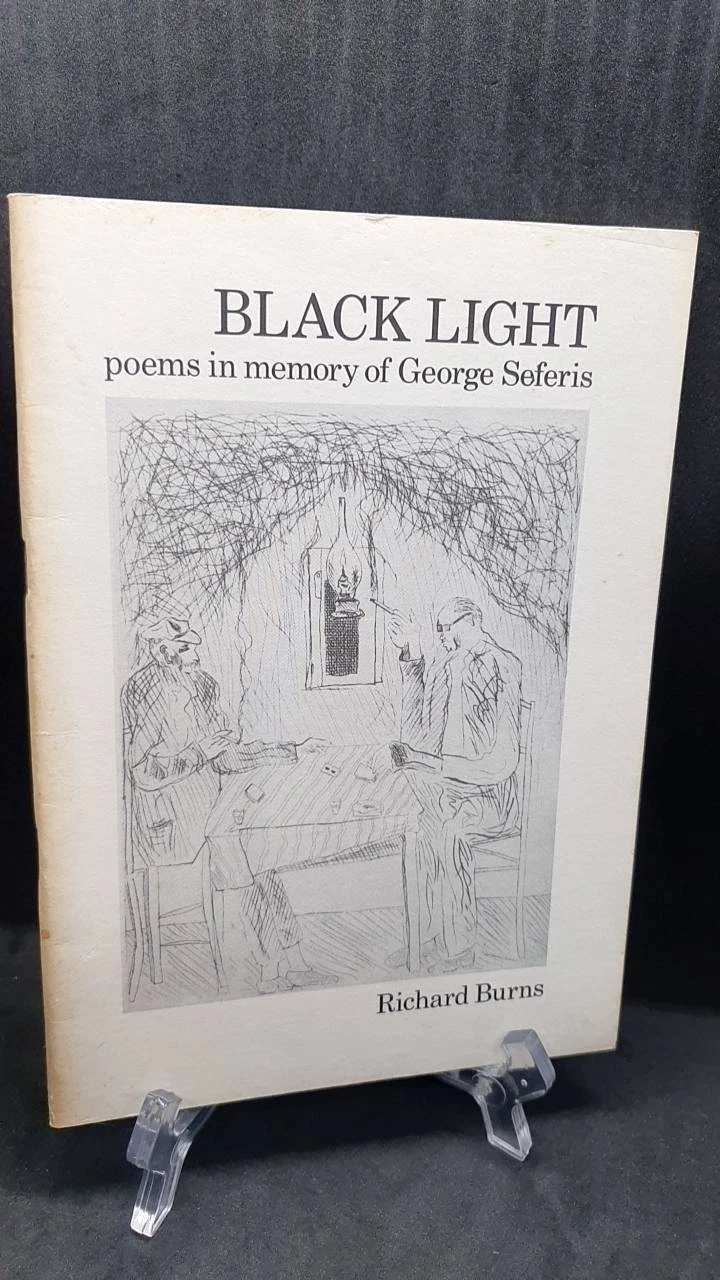 BLACK LIGHT
poems in memory of George Seferis
Richard Burns